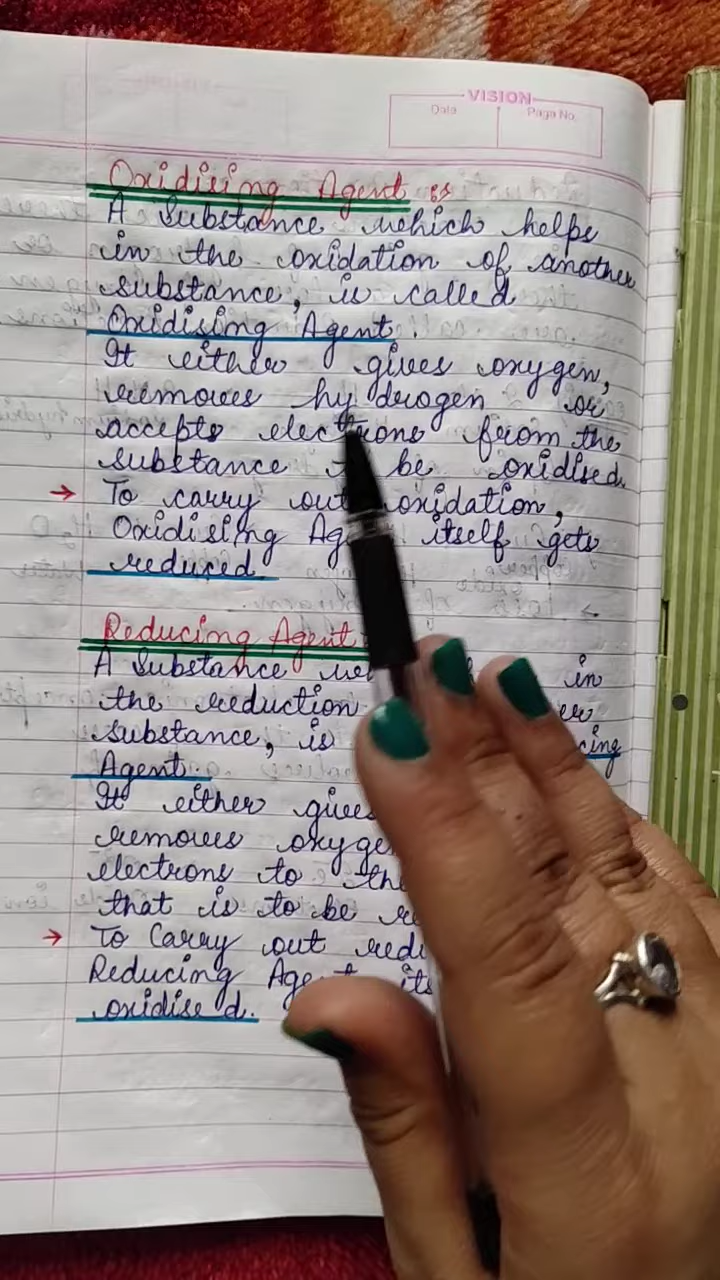 VISION
Date Page No.
Oxidising Agent :-
A substance which helps
in the oxidation of another
substance, is called
Oxidising Agent.
It either gives oxygen,
removes hydrogen or
accepts electrons from the
substance be oxidised.
→ To carry out oxidation,
Oxidising itself gets
reduced.
Reducing Agent
A substance in
the reduction
substance, is
Agent.
It either gives
removes
electrons to
that is to be
→ To Carry out
Reducing
oxidised.